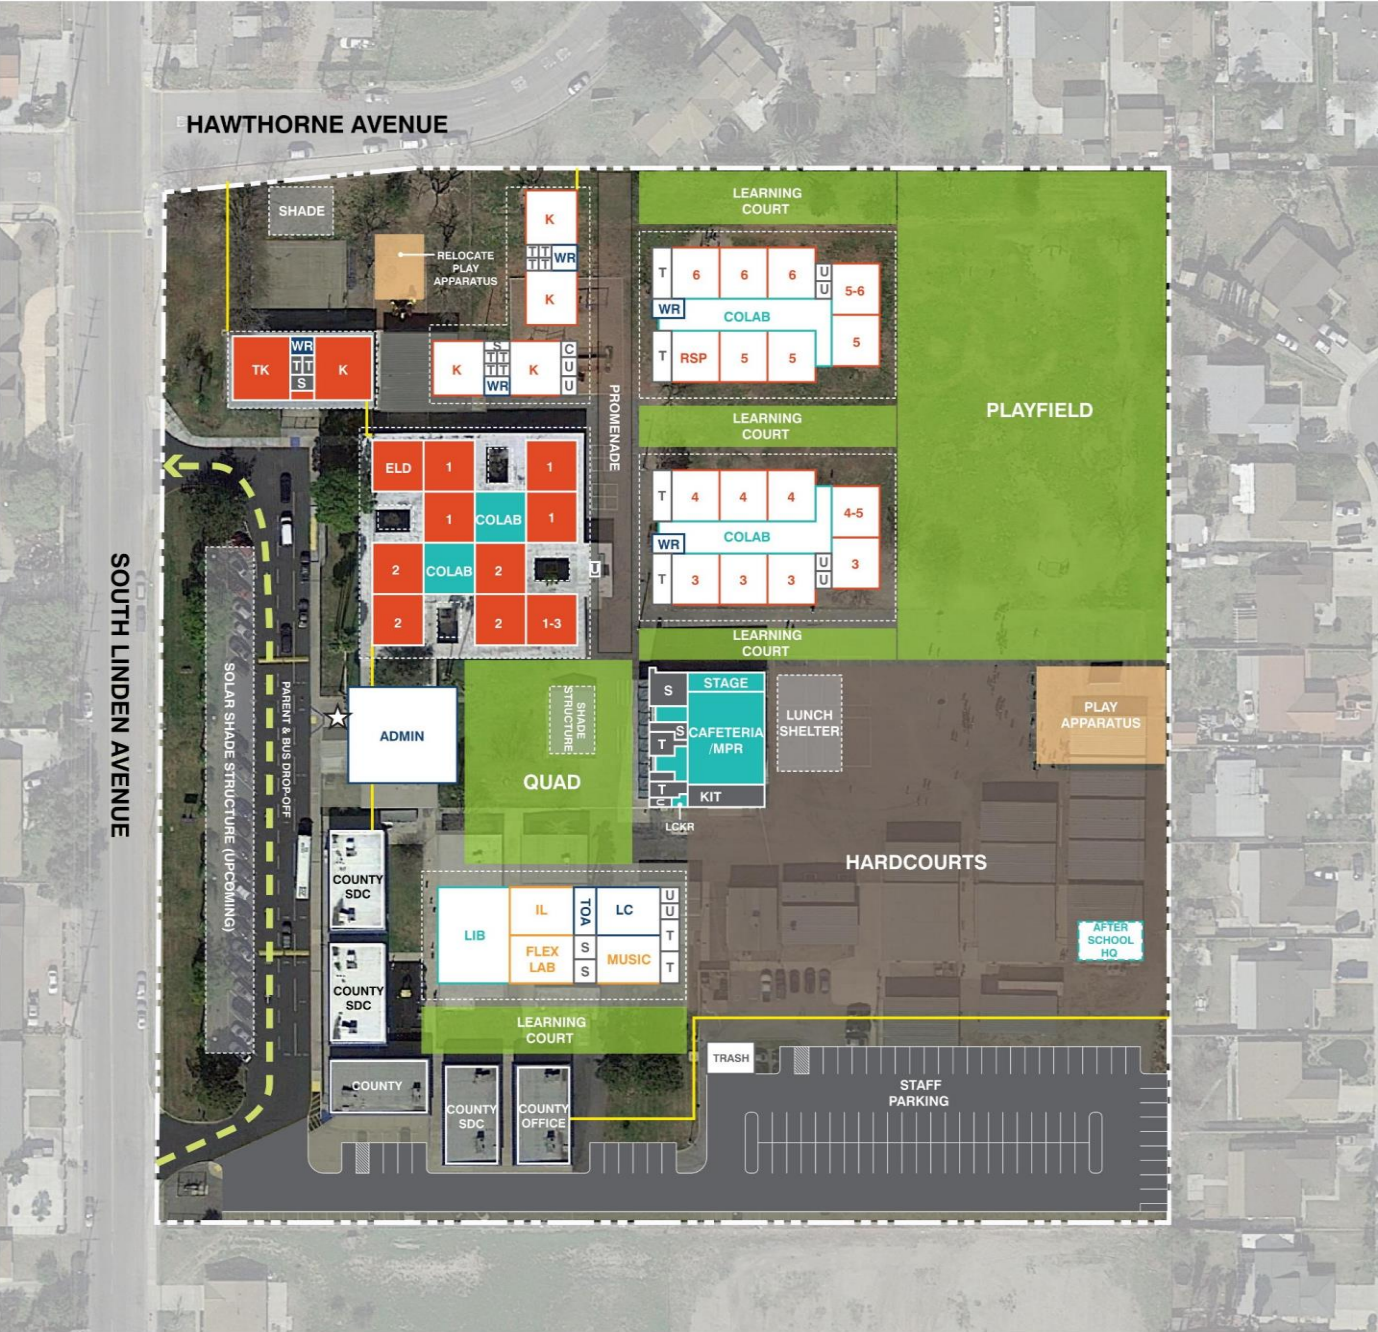 HAWTHORNE AVENUE
SOUTH LINDEN AVENUE
SHADE
RELOCATE
PLAY
APPARATUS
K
TT
TT
WR
K
TK
WR
TT
S
K
K
S
TT
TT
WR
K
C
U
U
PROMENADE
LEARNING
COURT
T
6
6
6
U
U
5-6
WR
COLAB
T
RSP
5
5
5
LEARNING
COURT
PLAYFIELD
ELD
1
1
1
COLAB
1
2
COLAB
2
U
2
2
1-3
T
4
4
4
4-5
WR
COLAB
T
3
3
3
U
U
3
LEARNING
COURT
SOLAR SHADE STRUCTURE (UPCOMING)
PARENT & BUS DROP-OFF
ADMIN
SHADE
STRUCTURE
QUAD
S
STAGE
S
T
CAFETERIA
/MPR
T
C
KIT
LCKR
LUNCH
SHELTER
PLAY
APPARATUS
HARDCOURTS
COUNTY
SDC
COUNTY
SDC
LIB
IL
TOA
LC
U
U
T
FLEX
LAB
S
S
MUSIC
T
AFTER
SCHOOL
HQ
LEARNING
COURT
COUNTY
COUNTY
SDC
COUNTY
OFFICE
TRASH
STAFF
PARKING